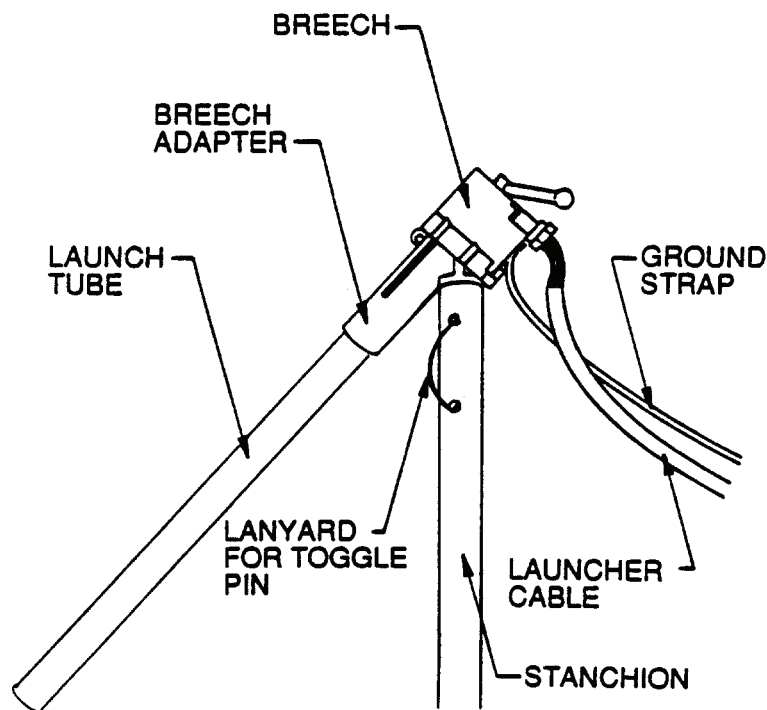 BREECH
BREECH
ADAPTER
LAUNCH
TUBE
GROUND
STRAP
LANYARD
FOR TOGGLE
PIN
LAUNCHER
CABLE
STANCHION